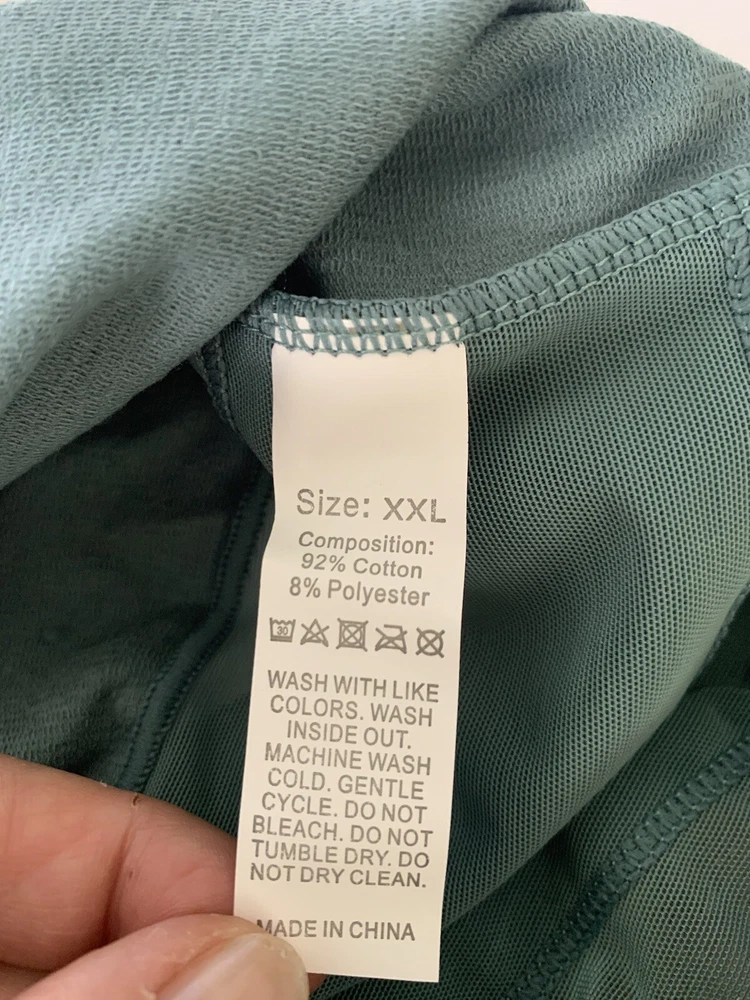 Size: XXL
Composition:
92% Cotton
8% Polyester
30
WASH WITH LIKE
COLORS. WASH
INSIDE OUT.
MACHINE WASH
COLD. GENTLE
CYCLE. DO NOT
BLEACH. DO NOT
TUMBLE DRY. DO
NOT DRY CLEAN.
MADE IN CHINA